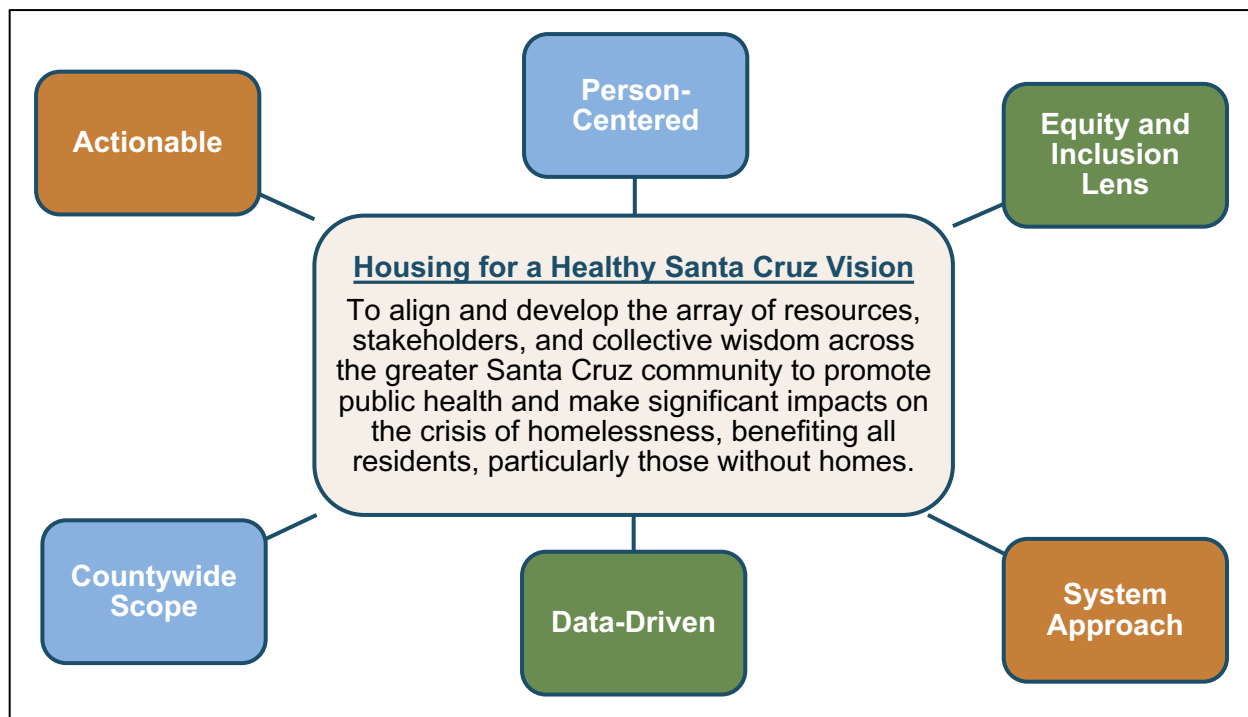 Actionable
Person-
Centered
Equity and
Inclusion
Lens
Housing for a Healthy Santa Cruz Vision
To align and develop the array of resources,
stakeholders, and collective wisdom across
the greater Santa Cruz community to promote
public health and make significant impacts on
the crisis of homelessness, benefiting all
residents, particularly those without homes.
Countywide
Scope
Data-Driven
System
Approach